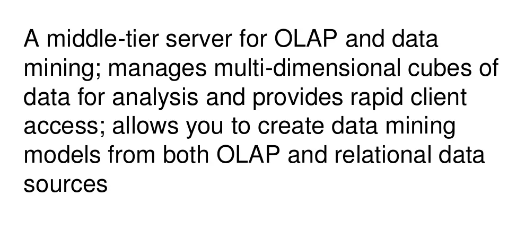 A middle-tier server for OLAP and data
mining; manages multi-dimensional cubes of
data for analysis and provides rapid client
access; allows you to create data mining
models from both OLAP and relational data
sources